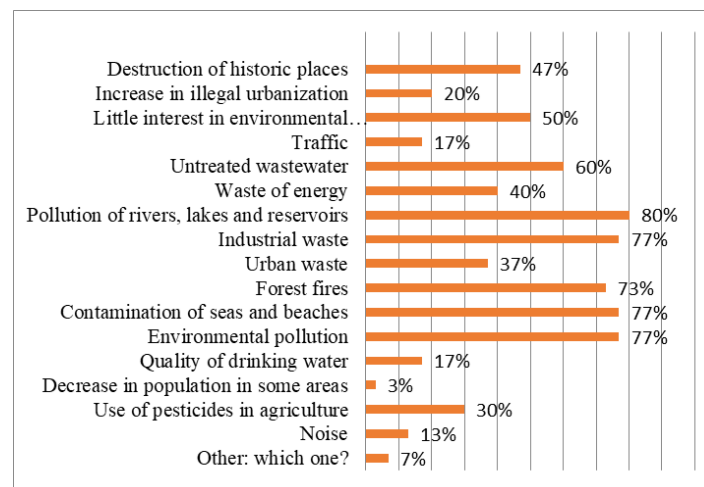 Destruction of historic places 47%
Increase in illegal urbanization 20%
Little interest in environmental… 50%
Traffic 17%
Untreated wastewater 60%
Waste of energy 40%
Pollution of rivers, lakes and reservoirs 80%
Industrial waste 77%
Urban waste 37%
Forest fires 73%
Contamination of seas and beaches 77%
Environmental pollution 77%
Quality of drinking water 17%
Decrease in population in some areas 3%
Use of pesticides in agriculture 30%
Noise 13%
Other: which one? 7%